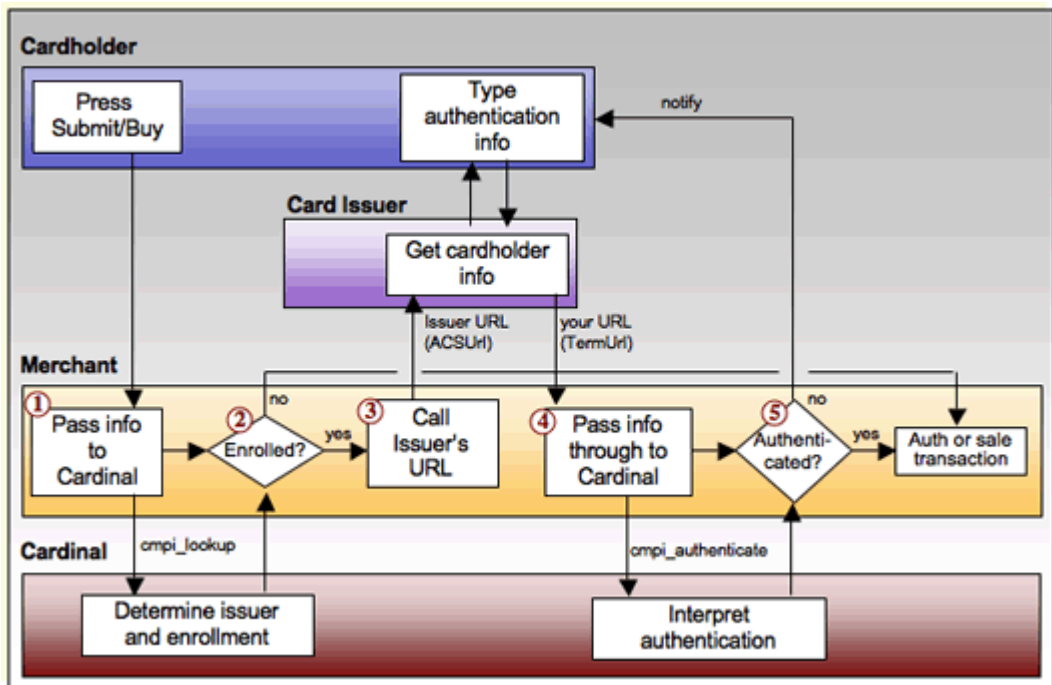 Cardholder
Press
Submit/Buy
Type
authentication
info
notify
Card Issuer
Get cardholder
info
Issuer URL
(ACSUrl)
your URL
(TermUrl)
Merchant
1
Pass info
to
Cardinal
2
no
Enrolled?
yes
3
Call
Issuer's
URL
4
Pass info
through to
Cardinal
5
no
Authenti-
cated?
yes
Auth or sale
transaction
Cardinal
cmpi_lookup
cmpi_authenticate
Determine issuer
and enrollment
Interpret
authentication